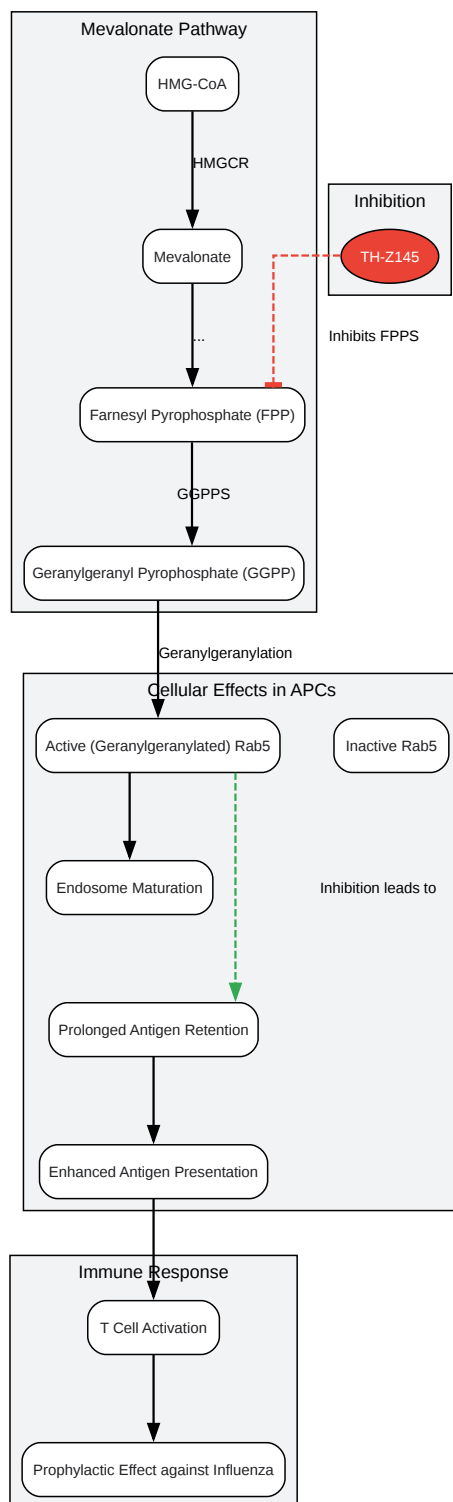 Mevalonate Pathway
HMG-CoA
HMGCR
Inhibition
Mevalonate
TH-Z145
...
Inhibits FPPS
Farnesyl Pyrophosphate (FPP)
GGPPS
Geranylgeranyl Pyrophosphate (GGPP)
Geranylgeranylation
Cellular Effects in APCs
Active (Geranylgeranylated) Rab5
Inactive Rab5
Endosome Maturation
Inhibition leads to
Prolonged Antigen Retention
Enhanced Antigen Presentation
Immune Response
T Cell Activation
Prophylactic Effect against Influenza